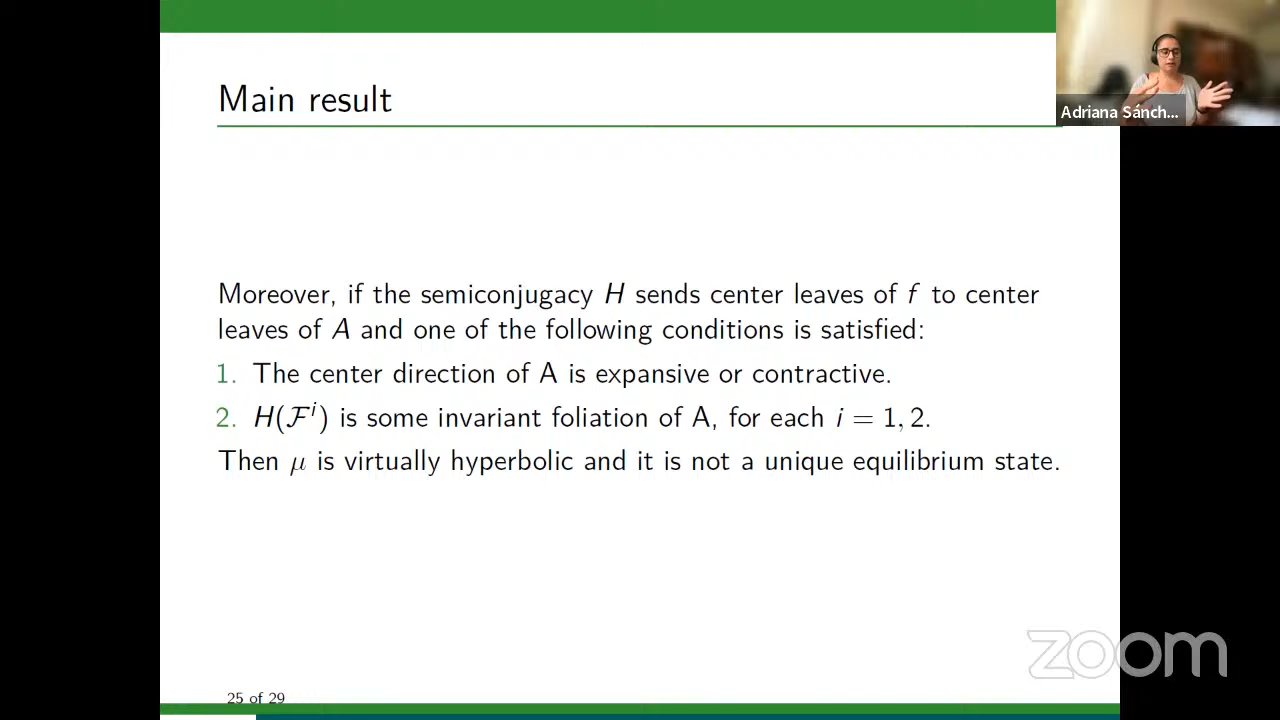 Main result
Adriana Sánch...
Moreover, if the semiconjugacy H sends center leaves of f to center
leaves of A and one of the following conditions is satisfied:
1. The center direction of A is expansive or contractive.
2. H(ℱⁱ) is some invariant foliation of A, for each i = 1, 2.
Then μ is virtually hyperbolic and it is not a unique equilibrium state.
zoom
25 of 29